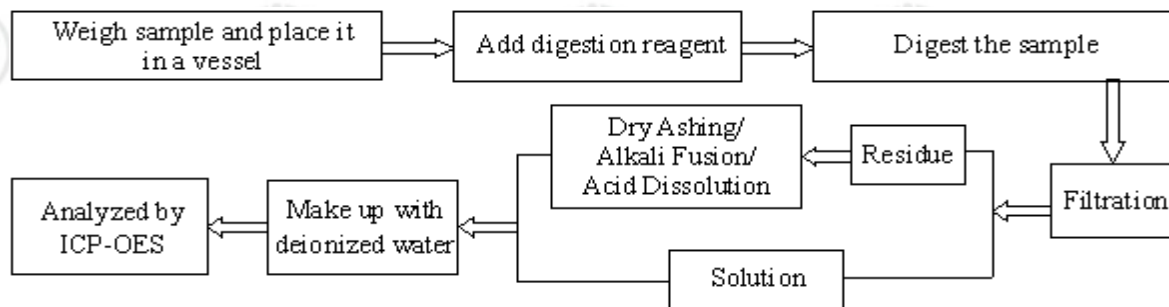 Weigh sample and place it
in a vessel
Add digestion reagent
Digest the sample
Filtration
Residue
Dry Ashing/
Alkali Fusion/
Acid Dissolution
Solution
Make up with
deionized water
Analyzed by
ICP-OES